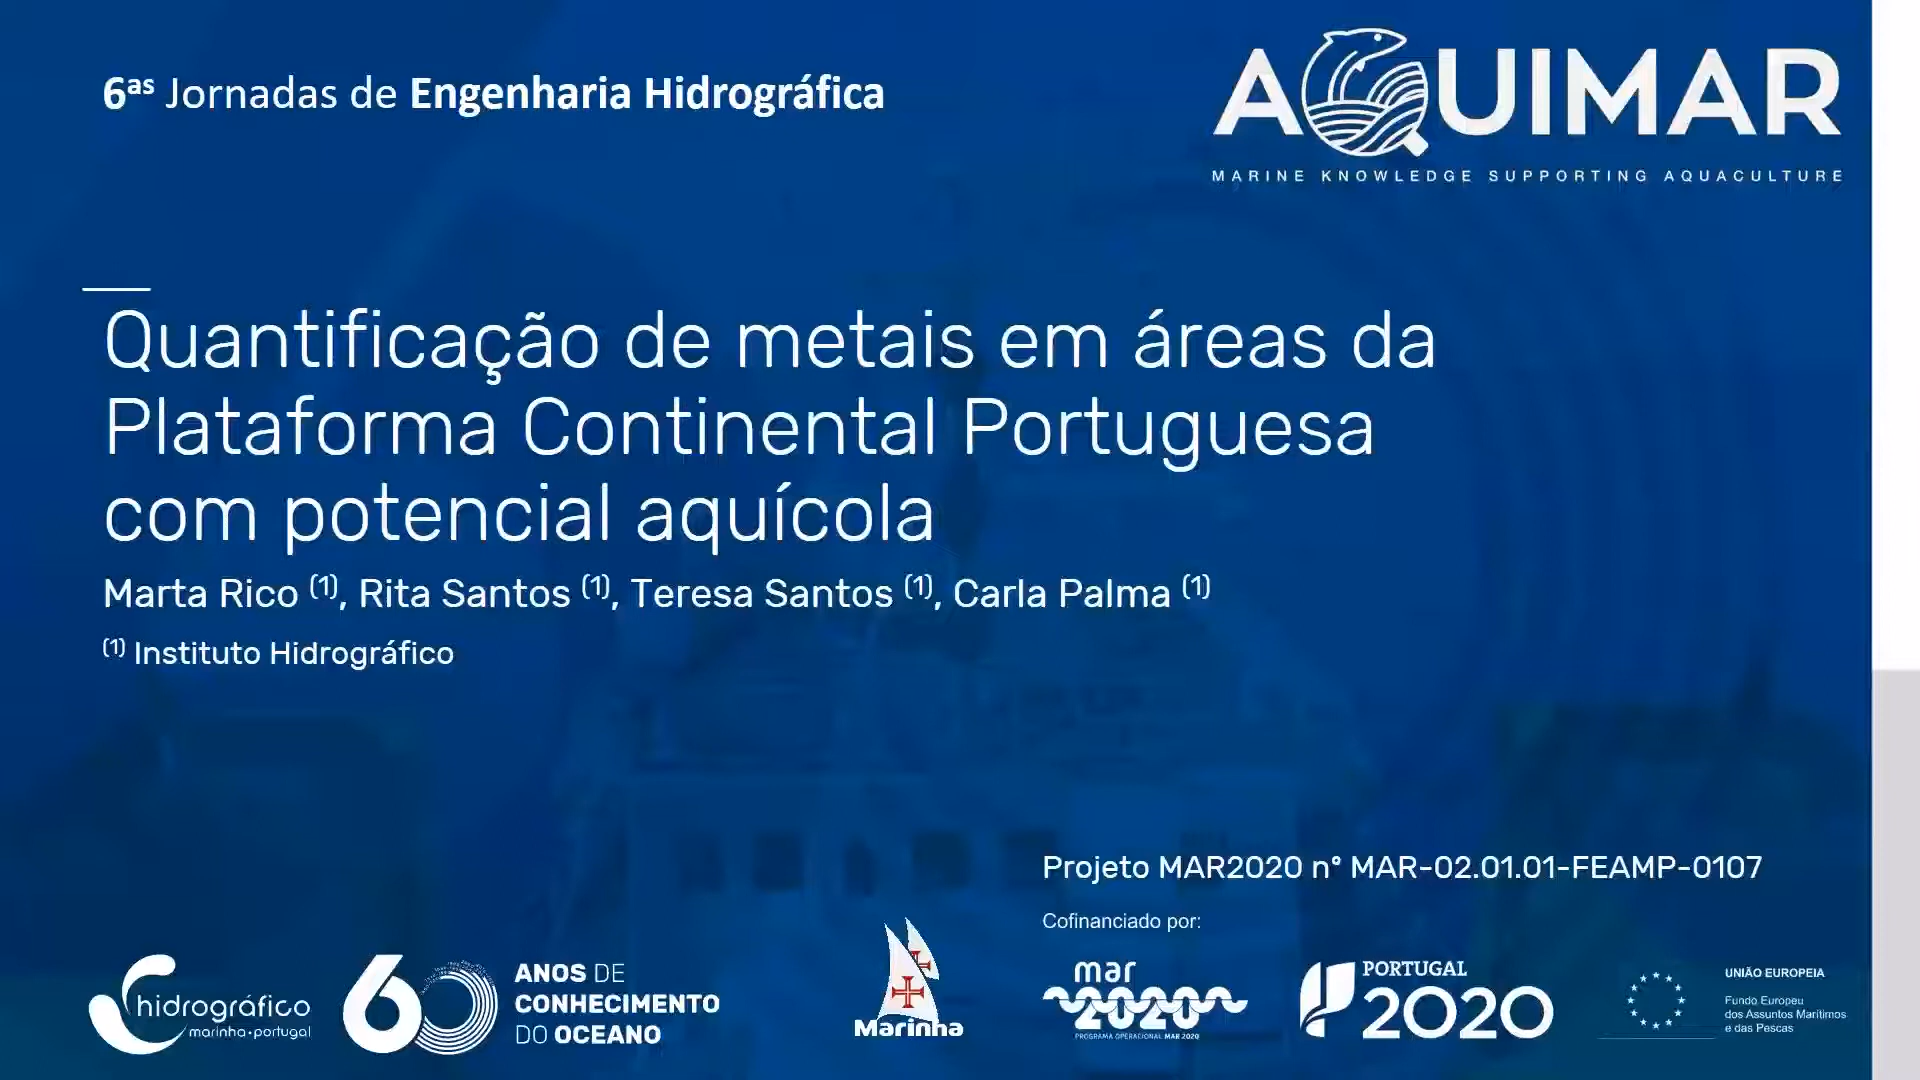 6as Jornadas de Engenharia Hidrográfica
AQUIMAR
MARINE KNOWLEDGE SUPPORTING AQUACULTURE
Quantificação de metais em áreas da
Plataforma Continental Portuguesa
com potencial aquícola
Marta Rico (1), Rita Santos (1), Teresa Santos (1), Carla Palma (1)
(1) Instituto Hidrográfico
Projeto MAR2020 nº MAR-02.01.01-FEAMP-0107
Cofinanciado por:
hidrográfico
marinha • portugal
60
ANOS DE
CONHECIMENTO
DO OCEANO
Marinha
mar
2020
PROGRAMA OPERACIONAL MAR 2020
PORTUGAL
2020
UNIÃO EUROPEIA
Fundo Europeu
dos Assuntos Marítimos
e das Pescas